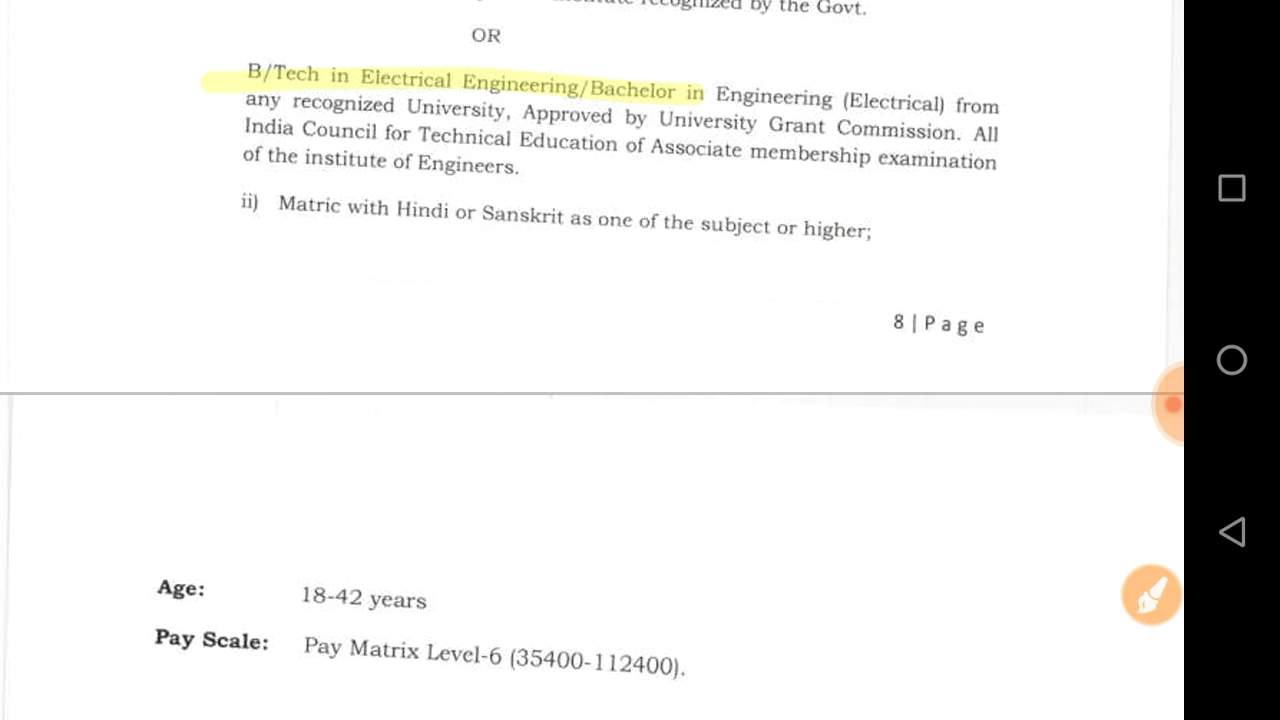 recognized by the Govt.
OR
B/Tech in Electrical Engineering/Bachelor in Engineering (Electrical) from
any recognized University, Approved by University Grant Commission. All
India Council for Technical Education of Associate membership examination
of the institute of Engineers.
ii) Matric with Hindi or Sanskrit as one of the subject or higher;
8 | P a g e
Age: 18-42 years
Pay Scale: Pay Matrix Level-6 (35400-112400).